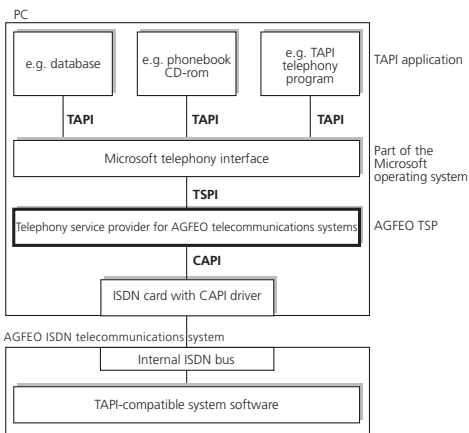 PC
e.g. database
e.g. phonebook
CD-rom
e.g. TAPI
telephony
program
TAPI application
TAPI
TAPI
TAPI
Microsoft telephony interface
Part of the
Microsoft
operating system
TSPI
Telephony service provider for AGFEO telecommunications systems
AGFEO TSP
CAPI
ISDN card with CAPI driver
AGFEO ISDN telecommunications system
Internal ISDN bus
TAPI-compatible system software